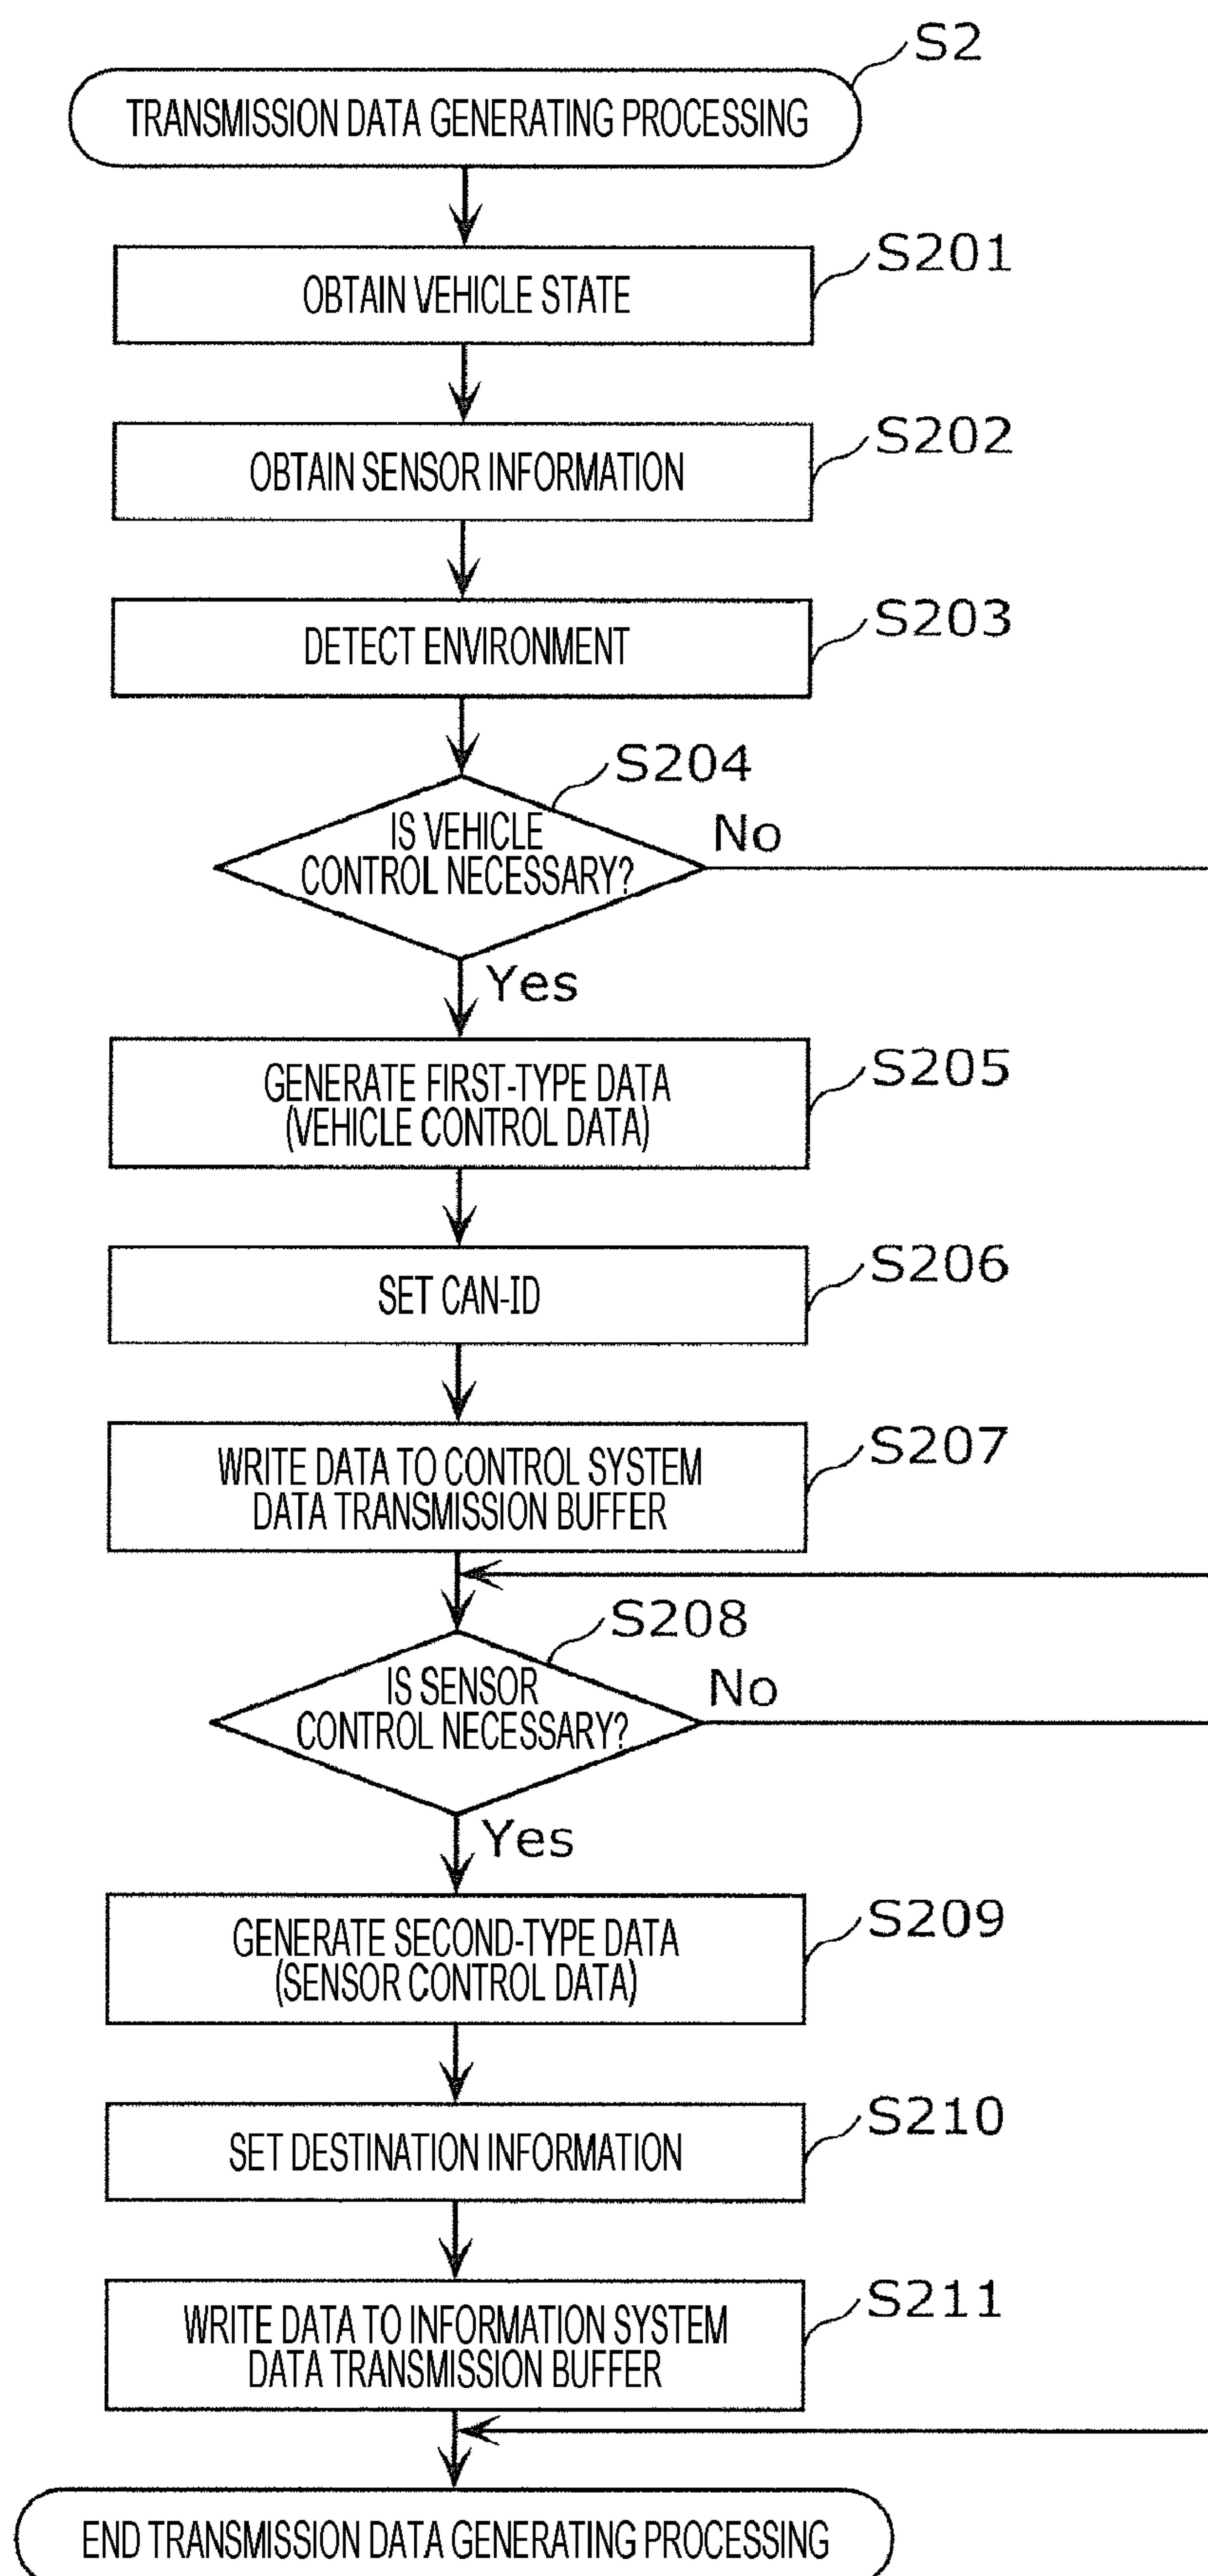 S2
TRANSMISSION DATA GENERATING PROCESSING
S201
OBTAIN VEHICLE STATE
S202
OBTAIN SENSOR INFORMATION
S203
DETECT ENVIRONMENT
S204
IS VEHICLE
CONTROL NECESSARY?
No
Yes
S205
GENERATE FIRST-TYPE DATA
(VEHICLE CONTROL DATA)
S206
SET CAN-ID
S207
WRITE DATA TO CONTROL SYSTEM
DATA TRANSMISSION BUFFER
S208
IS SENSOR
CONTROL NECESSARY?
No
Yes
S209
GENERATE SECOND-TYPE DATA
(SENSOR CONTROL DATA)
S210
SET DESTINATION INFORMATION
S211
WRITE DATA TO INFORMATION SYSTEM
DATA TRANSMISSION BUFFER
END TRANSMISSION DATA GENERATING PROCESSING